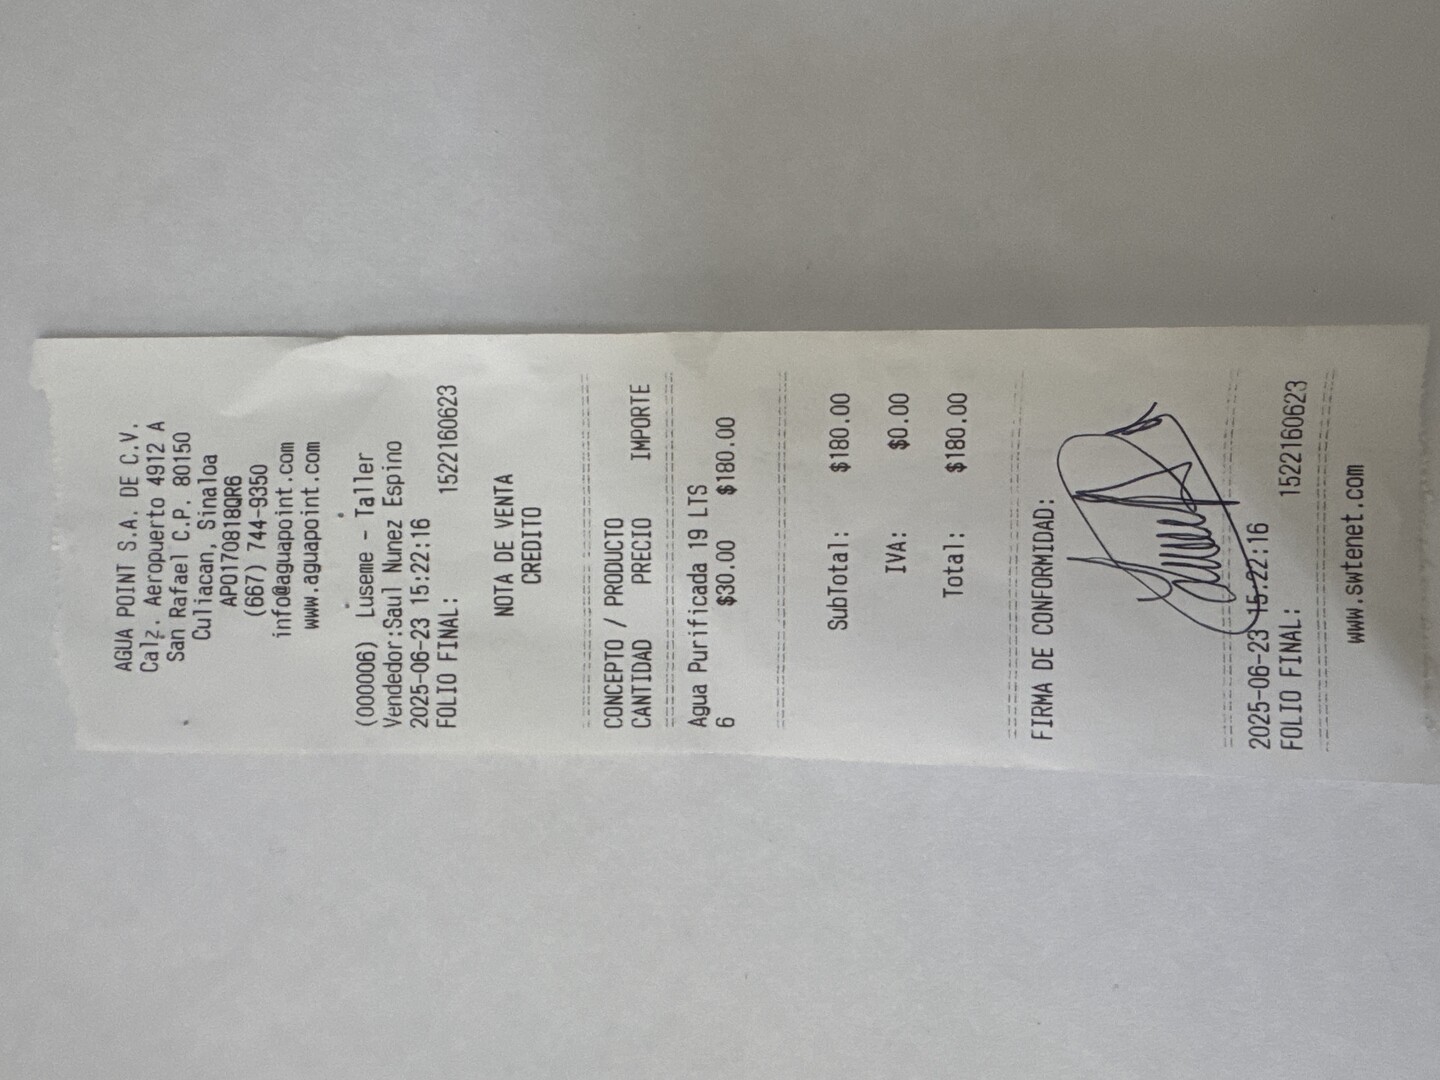 AGUA POINT S.A. DE C.V.
Calz. Aeropuerto 4912 A
San Rafael C.P. 80150
Culiacan, Sinaloa
APO170818QR6
(667) 744-9350
info@aguapoint.com
www.aguapoint.com
(000006) Luseme - Taller
Vendedor:Saul Nunez Espino
2025-06-23 15:22:16
FOLIO FINAL: 1522160623
NOTA DE VENTA
CREDITO
CONCEPTO / PRODUCTO
CANTIDAD PRECIO IMPORTE
Agua Purificada 19 LTS
6 $30.00 $180.00
SubTotal: $180.00
IVA: $0.00
Total: $180.00
FIRMA DE CONFORMIDAD:
2025-06-23 15:22:16
FOLIO FINAL: 1522160623
www.swtenet.com